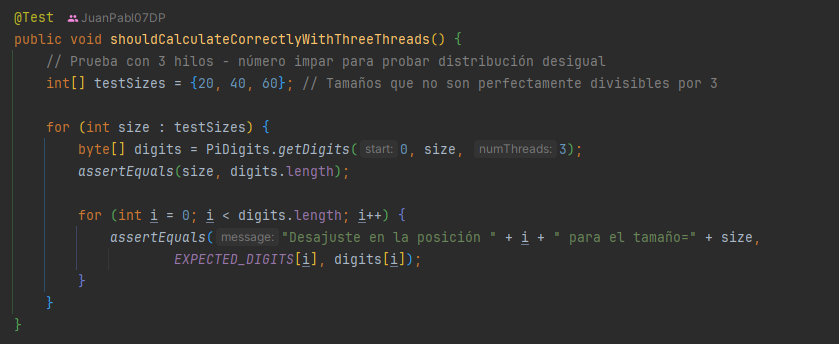 @Test JuanPabl07DP
public void shouldCalculateCorrectlyWithThreeThreads() {
// Prueba con 3 hilos - número impar para probar distribución desigual
int[] testSizes = {20, 40, 60}; // Tamaños que no son perfectamente divisibles por 3
for (int size : testSizes) {
byte[] digits = PiDigits.getDigits( start: 0, size, numThreads: 3);
assertEquals(size, digits.length);
for (int i = 0; i < digits.length; i++) {
assertEquals( message: "Desajuste en la posición " + i + " para el tamaño=" + size,
EXPECTED_DIGITS[i], digits[i]);
}
}
}